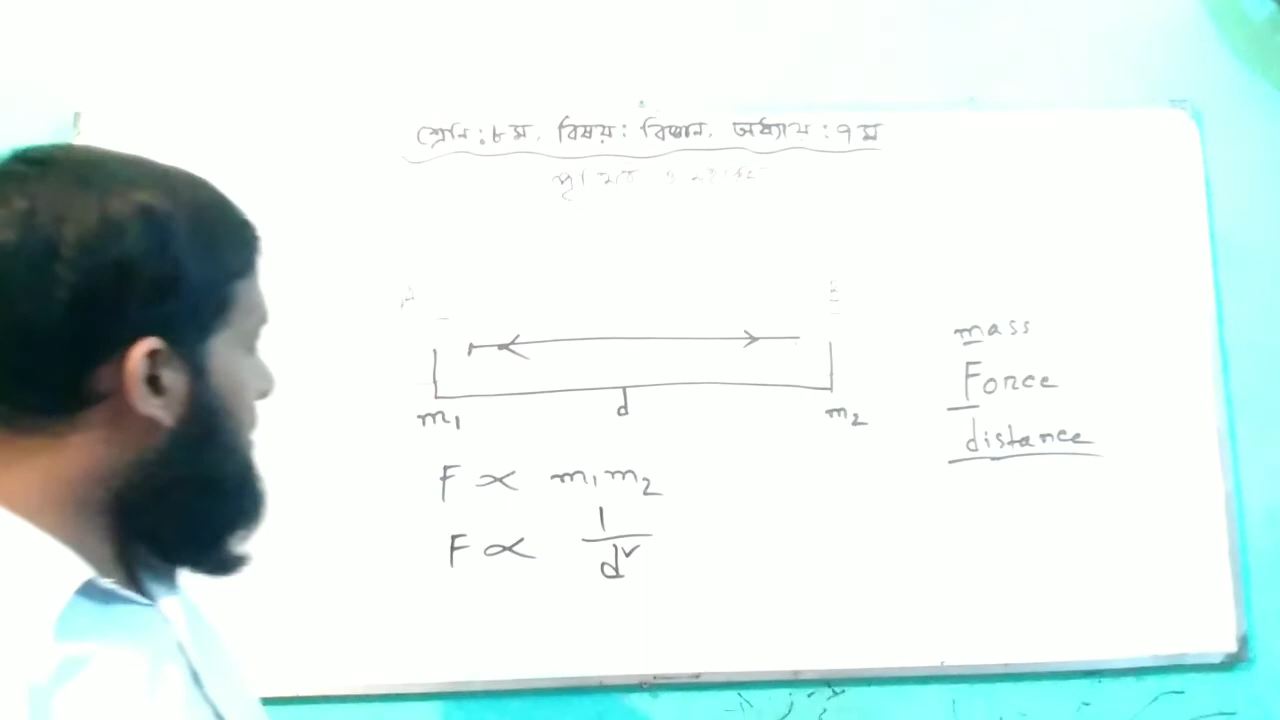 শ্রেনি : ৮ম. বিষয় : বিজ্ঞান. অধ্যায় : ৭ম
mass
Force
distance
m₁ d m₂
F ∝ m₁m₂
F ∝ 1/d²